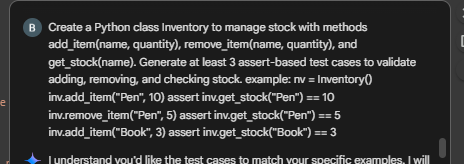 B
Create a Python class Inventory to manage stock with methods
add_item(name, quantity), remove_item(name, quantity), and
get_stock(name). Generate at least 3 assert-based test cases to validate
adding, removing, and checking stock. example: nv = Inventory()
inv.add_item("Pen", 10) assert inv.get_stock("Pen") == 10
inv.remove_item("Pen", 5) assert inv.get_stock("Pen") == 5
inv.add_item("Book", 3) assert inv.get_stock("Book") == 3
I understand you'd like the test cases to match your specific examples. I will